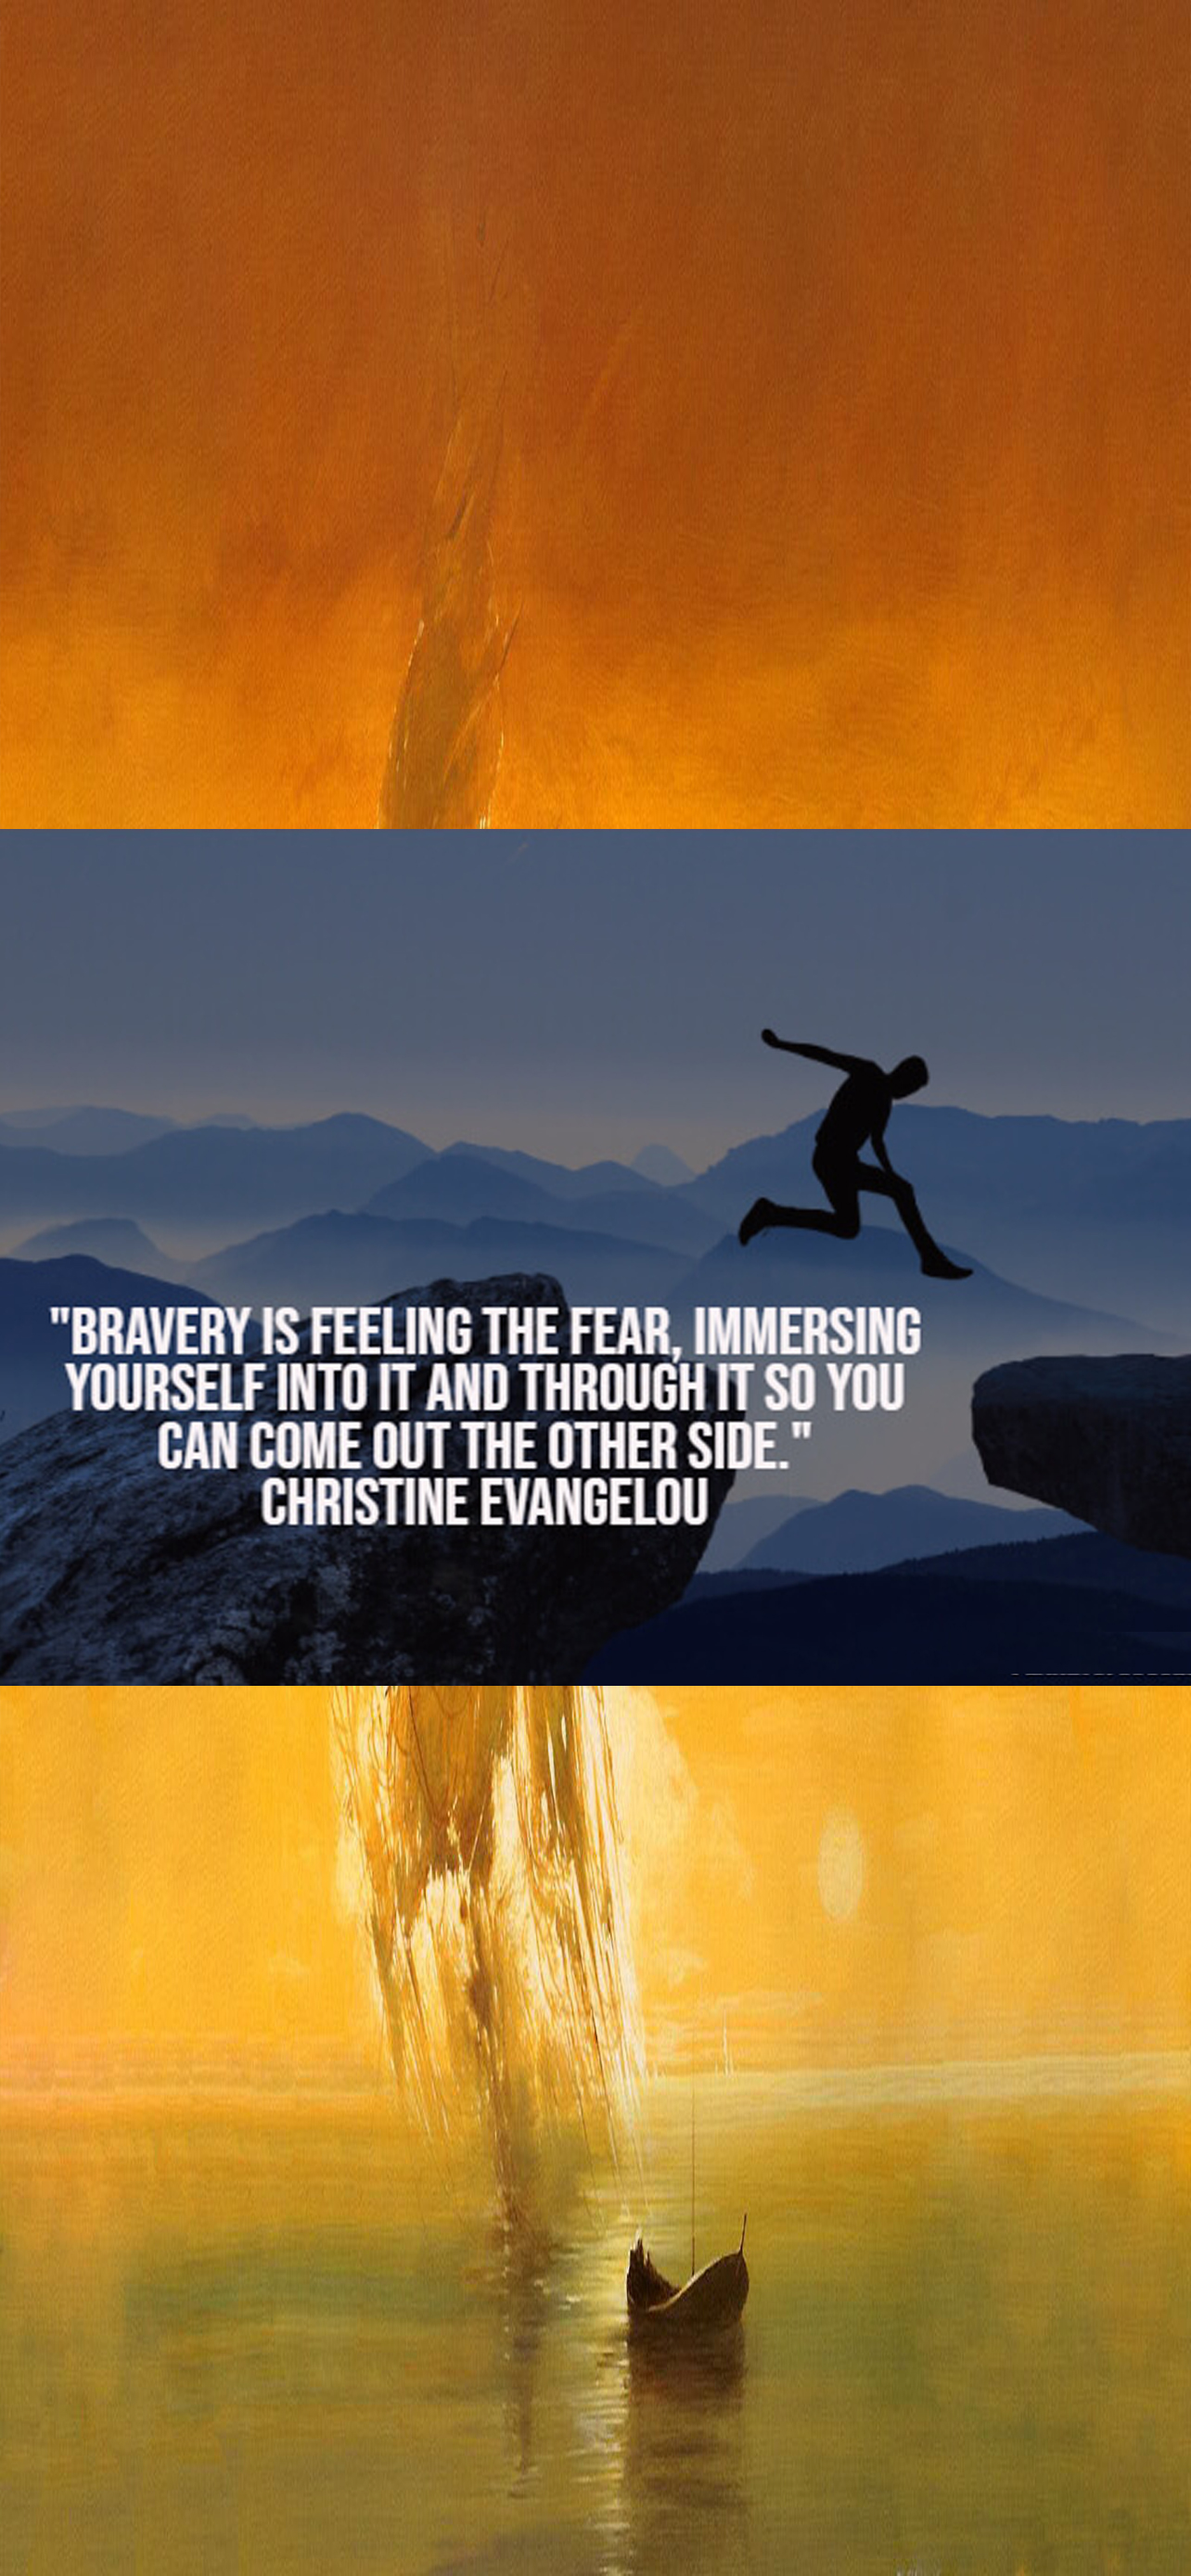 "BRAVERY IS FEELING THE FEAR, IMMERSING
YOURSELF INTO IT AND THROUGH IT SO YOU
CAN COME OUT THE OTHER SIDE."
CHRISTINE EVANGELOU